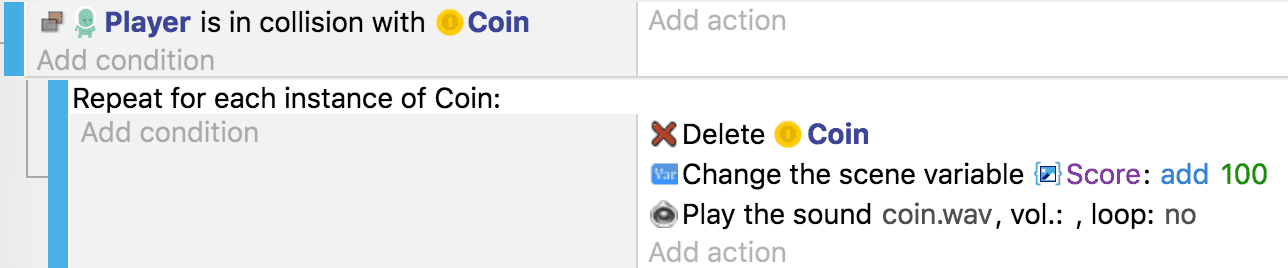 Player is in collision with Coin
Add action
Add condition
Repeat for each instance of Coin:
Add condition
Delete Coin
Change the scene variable Score: add 100
Play the sound coin.wav, vol.: , loop: no
Add action